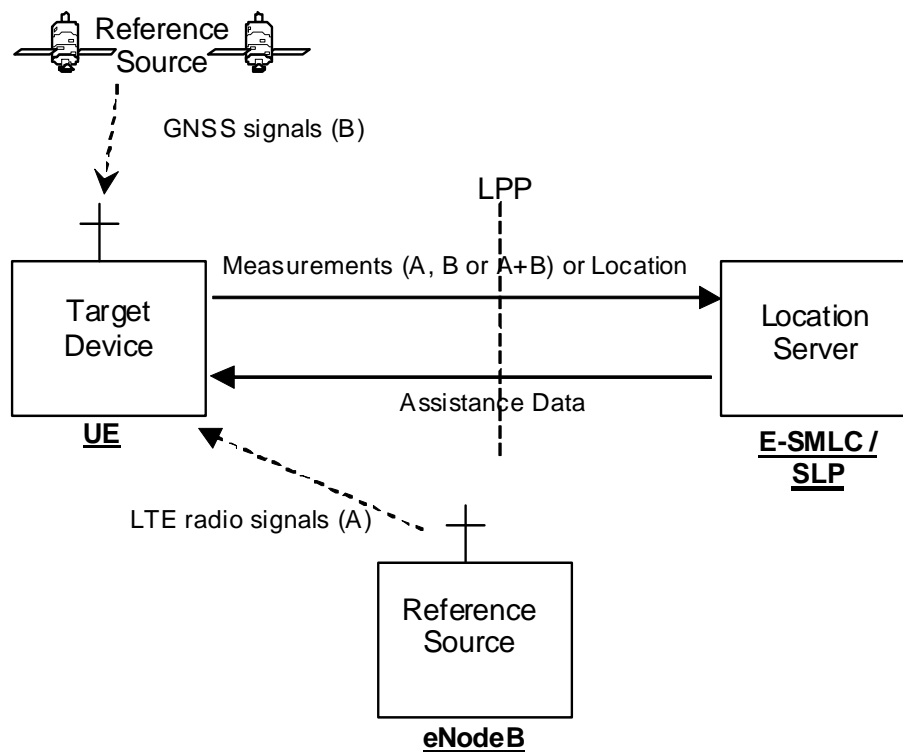 Reference
Source
GNSS signals (B)
LPP
Measurements (A, B or A+B) or Location
Target
Device
Location
Server
Assistance Data
UE
E-SMLC /
SLP
LTE radio signals (A)
Reference
Source
eNodeB